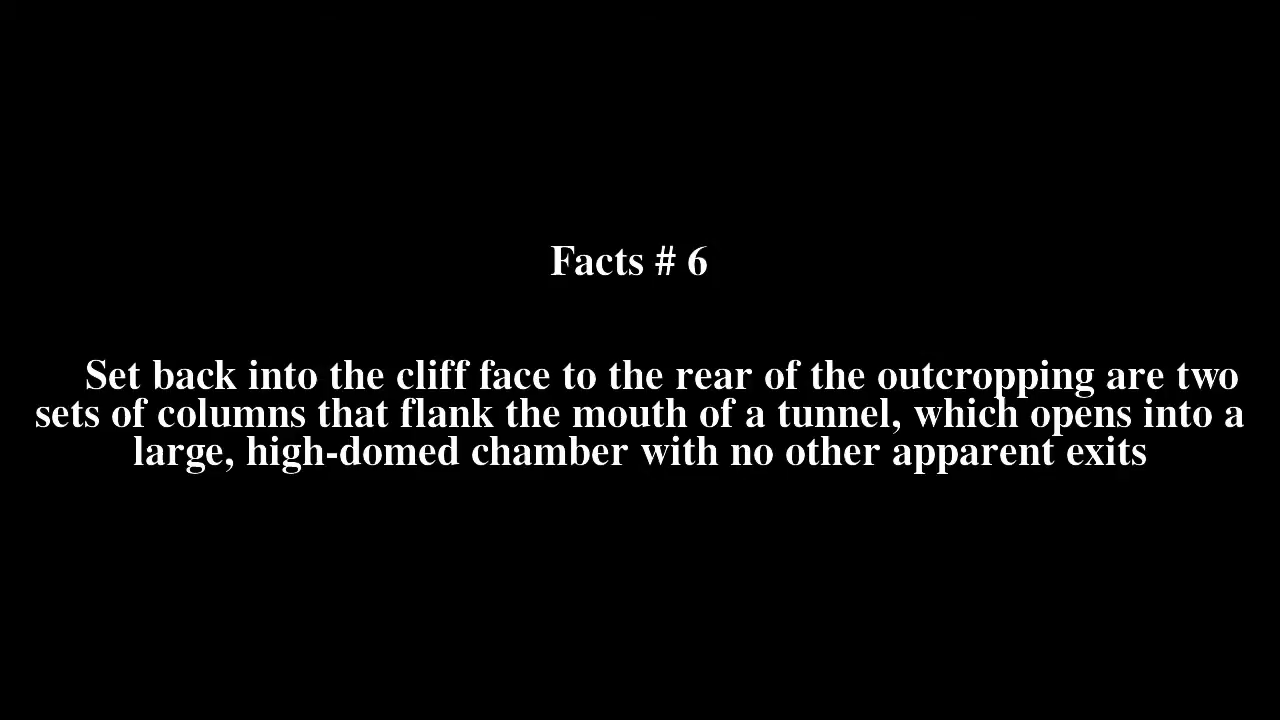 Facts # 6
Set back into the cliff face to the rear of the outcropping are two
sets of columns that flank the mouth of a tunnel, which opens into a
large, high-domed chamber with no other apparent exits